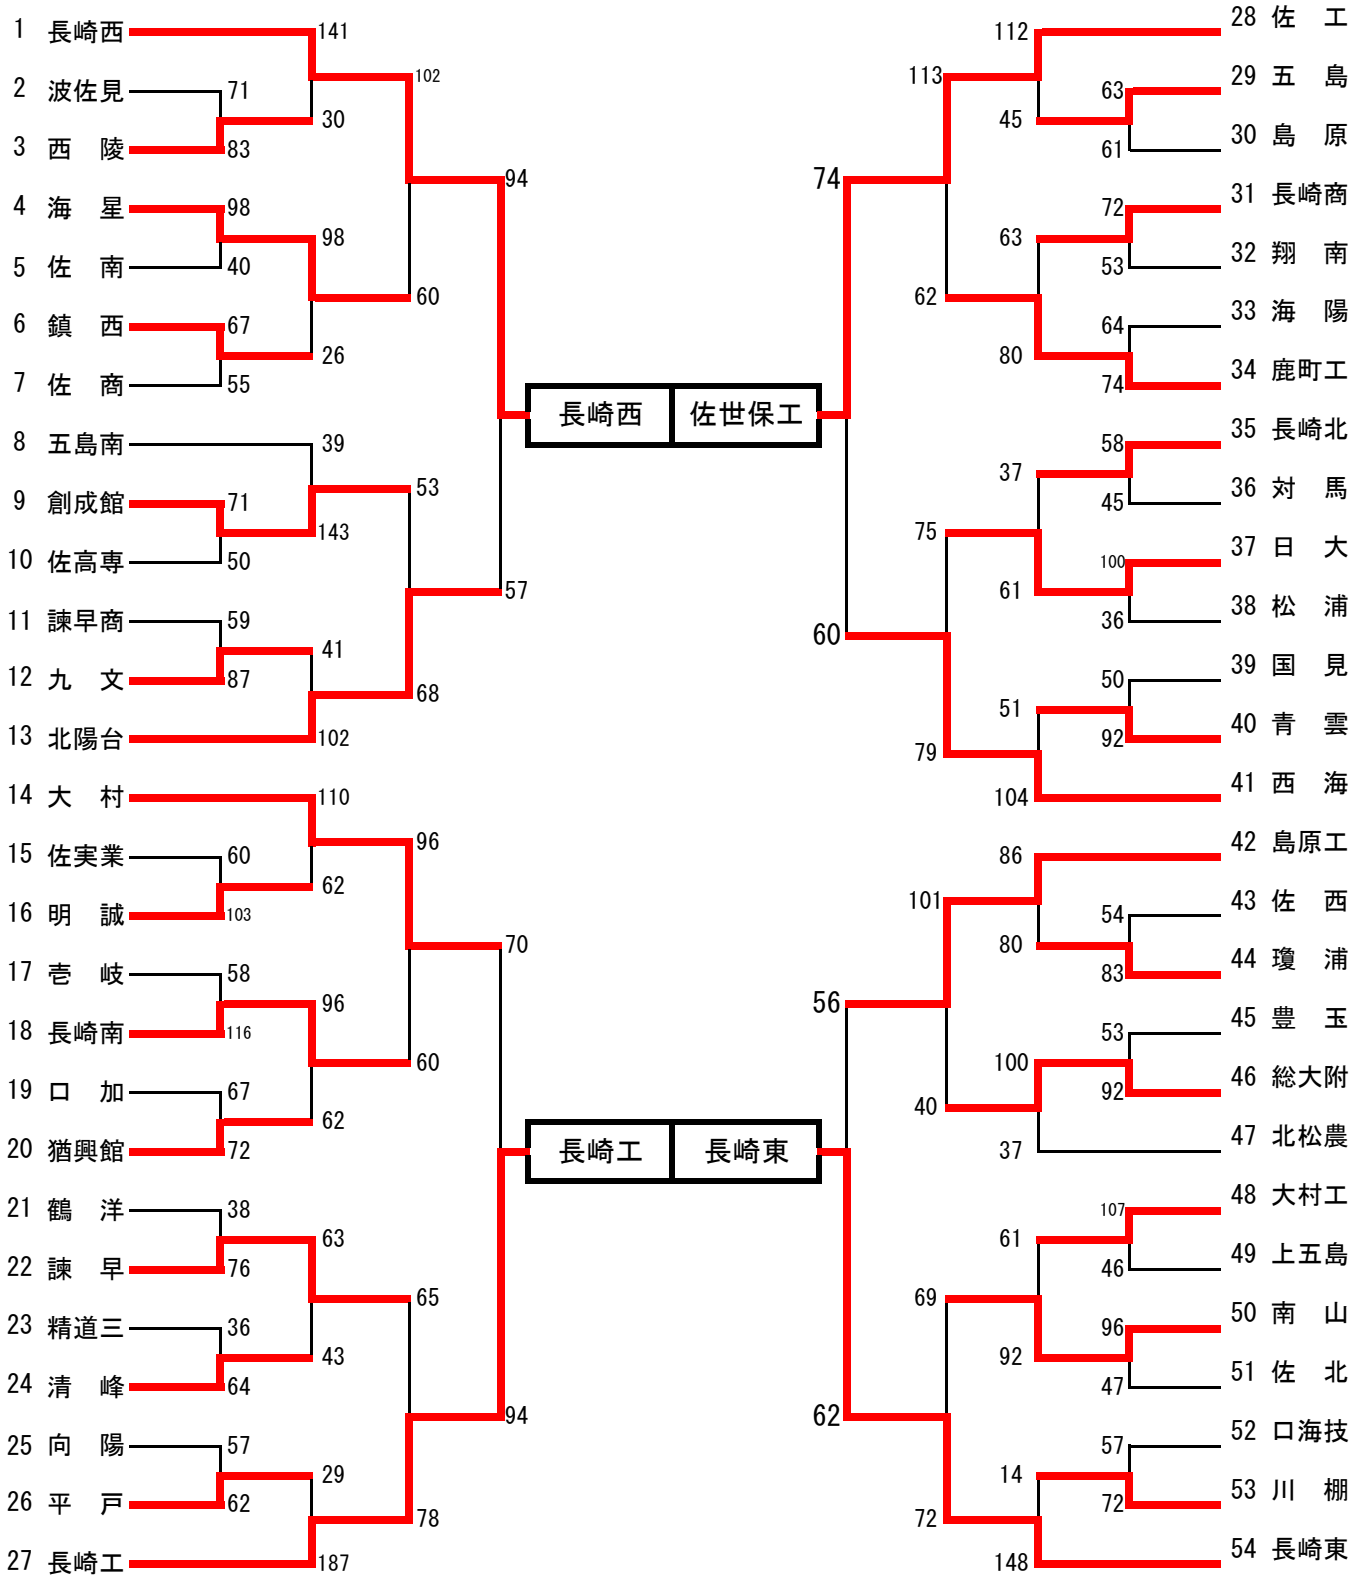 1 長崎西 141
2 波佐見 71
3 西　陵 83
30
102
4 海　星 98
5 佐　南 40
98
6 鎮　西 67
7 佐　商 55
26
60
94
8 五島南 39
9 創成館 71
10 佐高専 50
143
53
11 諫早商 59
12 九　文 87
41
13 北陽台 102
68
57
14 大　村 110
15 佐実業 60
16 明　誠 103
62
96
17 壱　岐 58
18 長崎南 116
96
19 口　加 67
20 猶興館 72
62
60
70
21 鶴　洋 38
22 諫　早 76
63
23 精道三 36
24 清　峰 64
43
65
25 向　陽 57
26 平　戸 62
29
27 長崎工 187
78
94
長崎西 佐世保工
長崎工 長崎東
112 28 佐　工
63 29 五　島
61 30 島　原
45
113
72 31 長崎商
53 32 翔　南
63
64 33 海　陽
74 34 鹿町工
80
62
74
58 35 長崎北
45 36 対　馬
37
100 37 日　大
36 38 松　浦
61
75
50 39 国　見
92 40 青　雲
51
104 41 西　海
79
60
86 42 島原工
54 43 佐　西
83 44 瓊　浦
80
101
53 45 豊　玉
92 46 総大附
100
37 47 北松農
40
56
107 48 大村工
46 49 上五島
61
96 50 南　山
47 51 佐　北
92
69
57 52 口海技
72 53 川　棚
14
148 54 長崎東
72
62